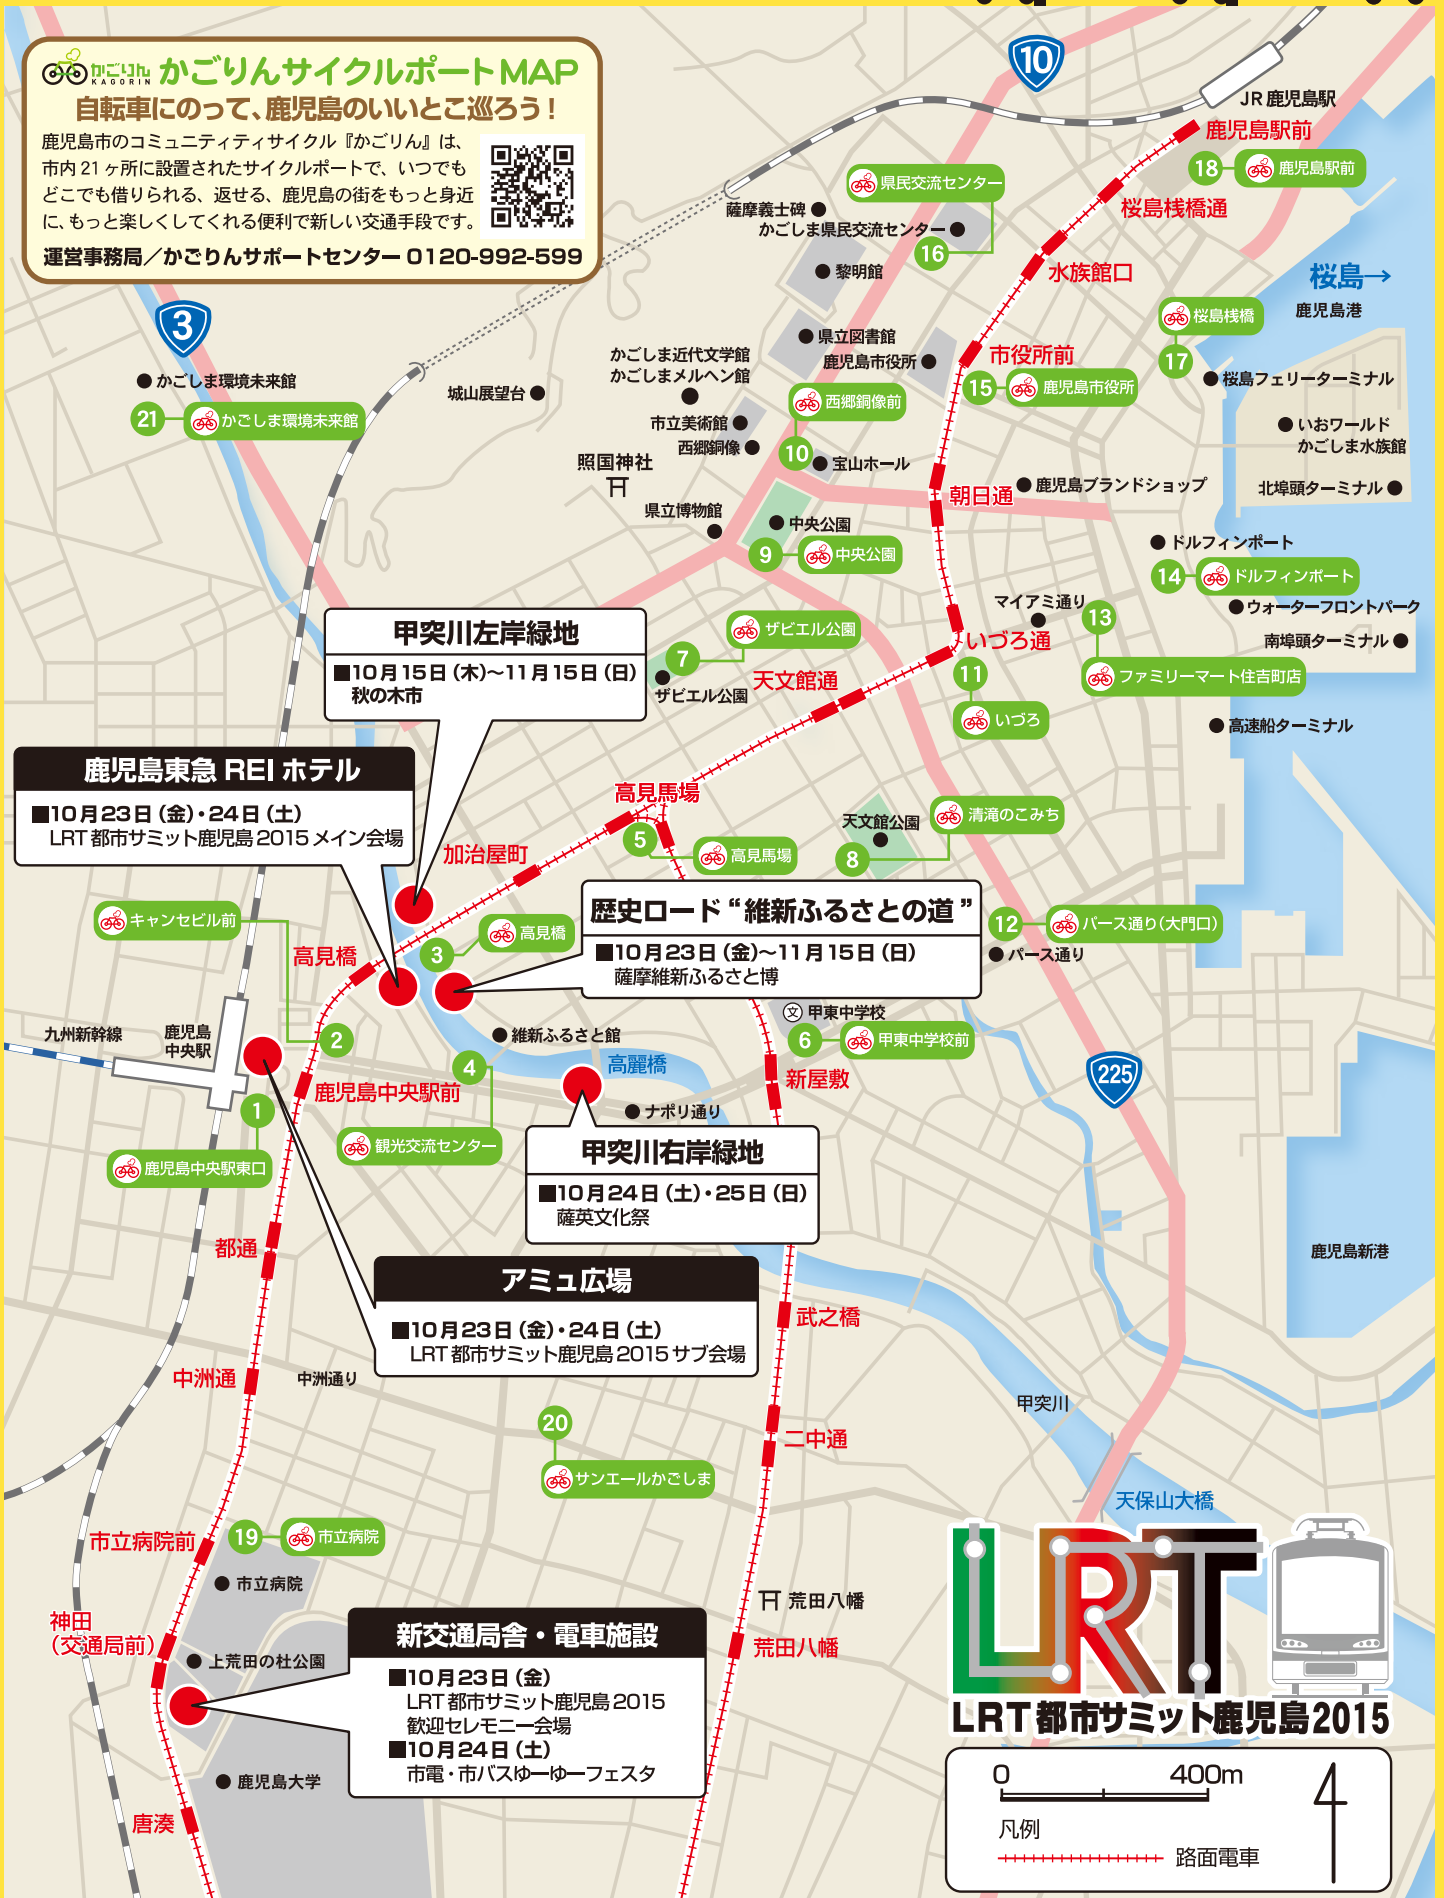 かごりん
KAGORIN
かごりんサイクルポートMAP
自転車にのって、鹿児島のいいとこ巡ろう！
鹿児島市のコミュニティティサイクル『かごりん』は、
市内21ヶ所に設置されたサイクルポートで、いつでも
どこでも借りられる、返せる、鹿児島の街をもっと身近
に、もっと楽しくしてくれる便利で新しい交通手段です。
運営事務局／かごりんサポートセンター 0120-992-599
10
JR 鹿児島駅
鹿児島駅前
18
鹿児島駅前
県民交流センター
桜島桟橋通
薩摩義士碑
かごしま県民交流センター
16
黎明館
水族館口
桜島→
鹿児島港
3
桜島桟橋
17
県立図書館
鹿児島市役所
市役所前
15
鹿児島市役所
かごしま近代文学館
かごしまメルヘン館
かごしま環境未来館
21
かごしま環境未来館
城山展望台
桜島フェリーターミナル
西郷銅像前
市立美術館
西郷銅像
10
宝山ホール
いおワールド
かごしま水族館
照国神社
朝日通
鹿児島ブランドショップ
北埠頭ターミナル
県立博物館
中央公園
9
中央公園
ドルフィンポート
14
ドルフィンポート
マイアミ通り
13
ウォーターフロントパーク
甲突川左岸緑地
■10月15日（木）〜11月15日（日）
秋の木市
ザビエル公園
7
ザビエル公園
いづろ通
南埠頭ターミナル
天文館通
11
いづろ
ファミリーマート住吉町店
高速船ターミナル
鹿児島東急 REI ホテル
■10月23日（金）・24日（土）
LRT 都市サミット鹿児島 2015 メイン会場
高見馬場
天文館公園
清滝のこみち
加治屋町
5
高見馬場
8
キャンセビル前
高見橋
3
高見橋
歴史ロード“維新ふるさとの道”
■10月23日（金）〜11月15日（日）
薩摩維新ふるさと博
12
パース通り(大門口)
パース通り
九州新幹線
鹿児島
中央駅
2
維新ふるさと館
文
甲東中学校
6
甲東中学校前
4
高麗橋
新屋敷
225
1
鹿児島中央駅前
ナポリ通り
観光交流センター
鹿児島中央駅東口
甲突川右岸緑地
■10月24日（土）・25日（日）
薩英文化祭
都通
鹿児島新港
アミュ広場
■10月23日（金）・24日（土）
LRT 都市サミット鹿児島 2015 サブ会場
武之橋
中洲通
中洲通り
甲突川
20
サンエールかごしま
二中通
天保山大橋
市立病院前
19
市立病院
市立病院
神田
（交通局前）
荒田八幡
荒田八幡
上荒田の杜公園
新交通局舎・電車施設
■10月23日（金）
LRT 都市サミット鹿児島 2015
歓迎セレモニー会場
■10月24日（土）
市電・市バスゆーゆーフェスタ
鹿児島大学
唐湊
LRT
LRT 都市サミット鹿児島2015
0
400m
凡例
路面電車